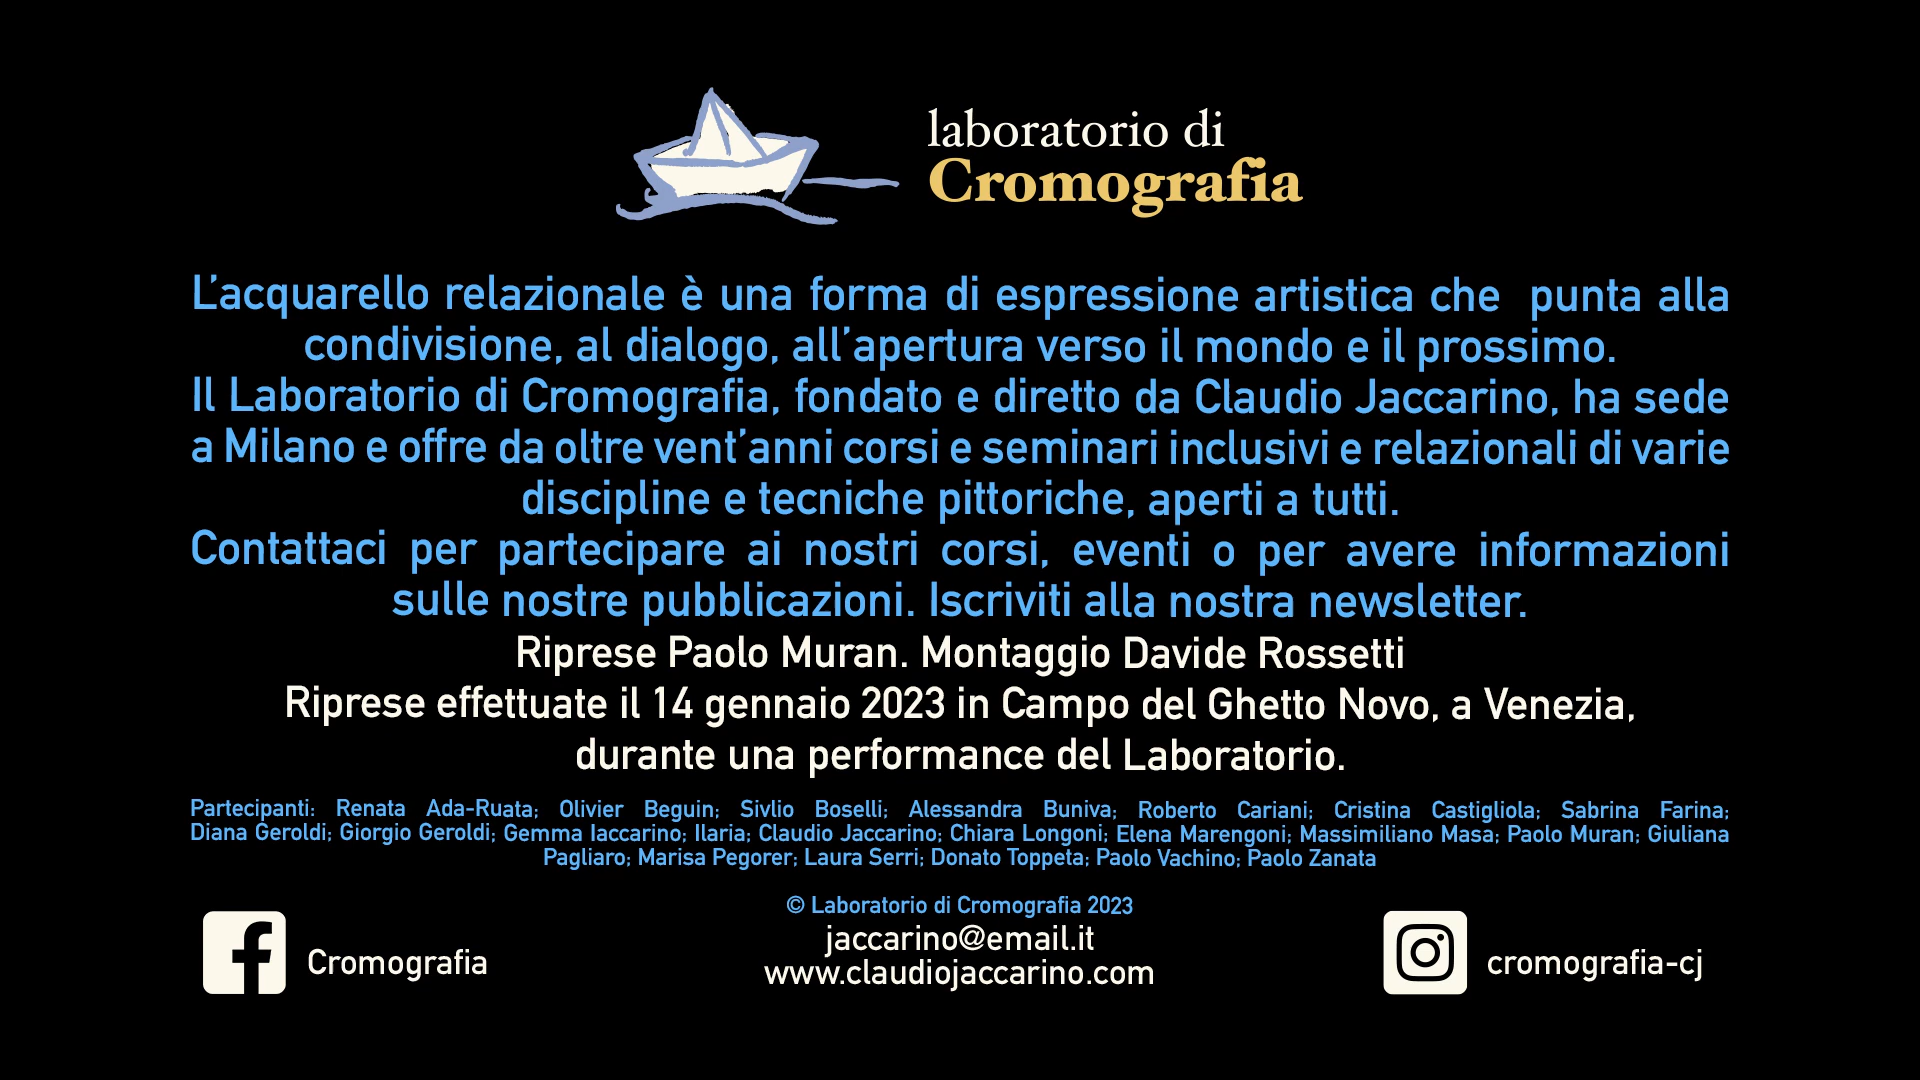 laboratorio di
Cromografia
L'acquarello relazionale è una forma di espressione artistica che punta alla
condivisione, al dialogo, all'apertura verso il mondo e il prossimo.
Il Laboratorio di Cromografia, fondato e diretto da Claudio Jaccarino, ha sede
a Milano e offre da oltre vent'anni corsi e seminari inclusivi e relazionali di varie
discipline e tecniche pittoriche, aperti a tutti.
Contattaci per partecipare ai nostri corsi, eventi o per avere informazioni
sulle nostre pubblicazioni. Iscriviti alla nostra newsletter.
Riprese Paolo Muran. Montaggio Davide Rossetti
Riprese effettuate il 14 gennaio 2023 in Campo del Ghetto Novo, a Venezia,
durante una performance del Laboratorio.
Partecipanti: Renata Ada-Ruata; Olivier Beguin; Sivlio Boselli; Alessandra Buniva; Roberto Cariani; Cristina Castigliola; Sabrina Farina;
Diana Geroldi; Giorgio Geroldi; Gemma Iaccarino; Ilaria; Claudio Jaccarino; Chiara Longoni; Elena Marengoni; Massimiliano Masa; Paolo Muran; Giuliana
Pagliaro; Marisa Pegorer; Laura Serri; Donato Toppeta; Paolo Vachino; Paolo Zanata
© Laboratorio di Cromografia 2023
jaccarino@email.it
www.claudiojaccarino.com
Cromografia
cromografia-cj